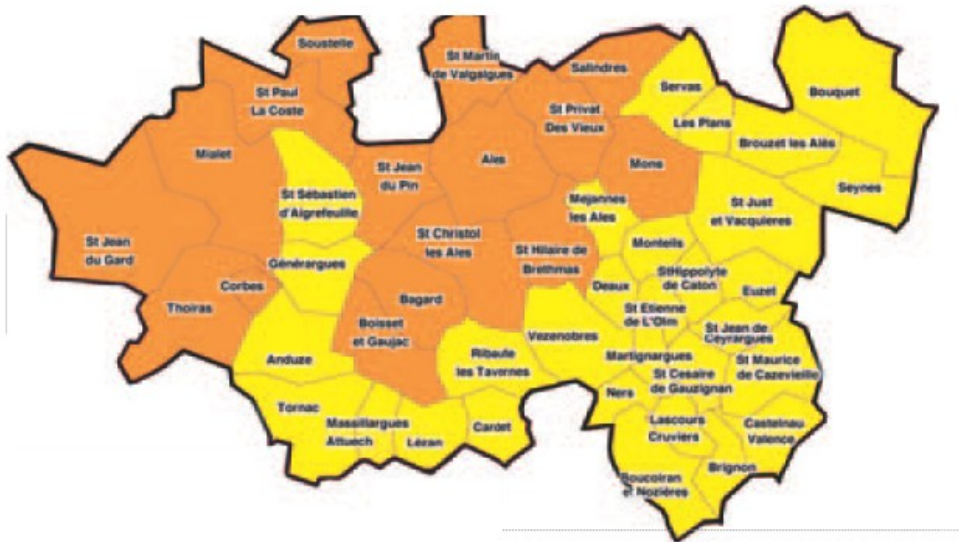 Soustelle
St Martin
de Valgalgues
Salindres
St Paul
La Coste
Servas
Bouquet
St Privat
Des Vieux
Les Plans
Brouzet les Alès
Mialet
Ales
Mons
St Jean
du Pin
St Sébastien
d'Aigrefeuille
Mejannes
les Ales
Seynes
St Just
et Vacquieres
St Jean
du Gard
St Christol
les Ales
Monteils
St Hilaire de
Brethmas
Générargues
StHippolyte
de Caton
Corbes
Deaux
Euzet
Thoiras
Bagard
St Etienne
de L'Olm
Boisset
et Gaujac
St Jean de
Ceyrargues
Vezenobres
Anduze
Ribaute
les Tavernes
Martignargues
St Maurice
de Cazevieille
St Cesaire
de Gauzignan
Ners
Tornac
Massillargues
Attuech
Lézan
Cardet
Lascours
Cruviers
Castelnau
Valence
Brignon
Boucoiran
et Nozières